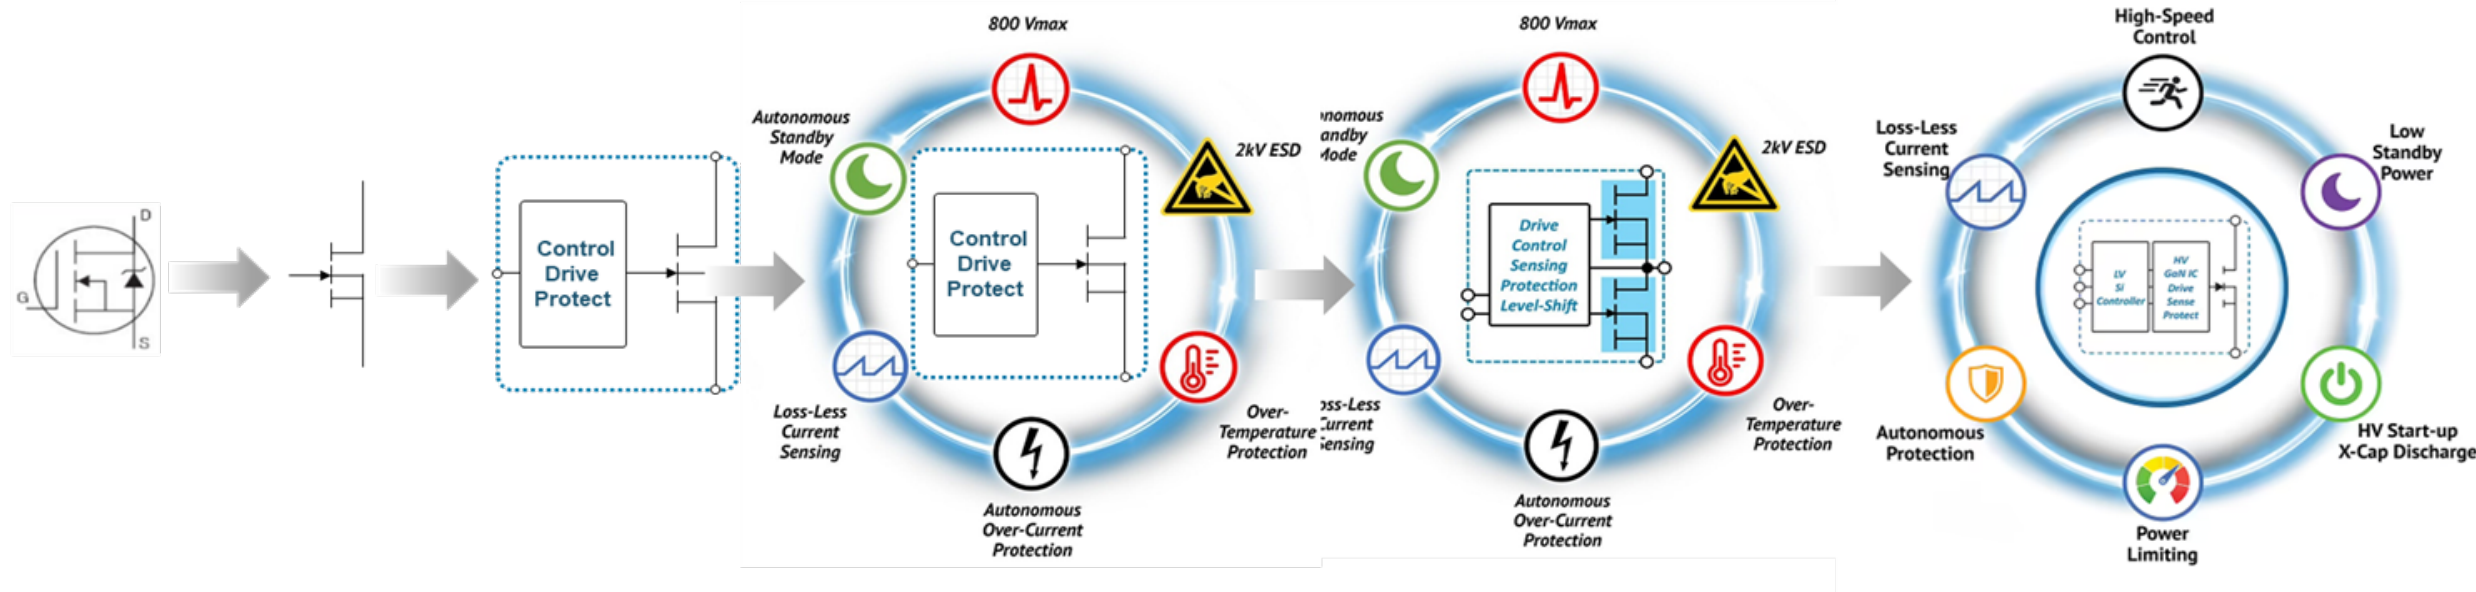 D
G
S
Control
Drive
Protect
800 Vmax
Autonomous
Standby
Mode
2kV ESD
Control
Drive
Protect
Loss-Less
Current
Sensing
Over-
Temperature
Protection
Autonomous
Over-Current
Protection
800 Vmax
nomous
andby
Mode
2kV ESD
Drive
Control
Sensing
Protection
Level-Shift
oss-Less
Current
Sensing
Over-
Temperature
Protection
Autonomous
Over-Current
Protection
High-Speed
Control
Loss-Less
Current
Sensing
Low
Standby
Power
LV
Si
Controller
HV
GaN IC
Drive
Sense
Protect
Autonomous
Protection
HV Start-up
X-Cap Discharge
Power
Limiting